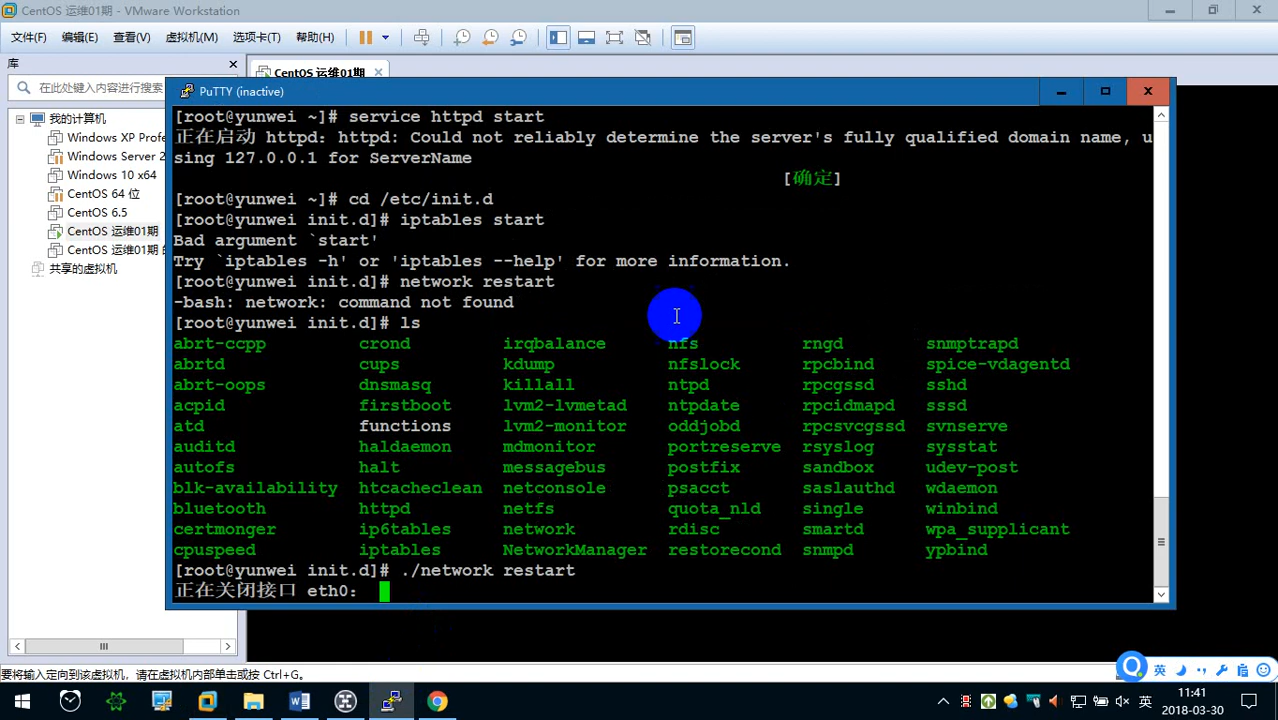 CentOS 运维01期 - VMware Workstation
文件(F) 编辑(E) 查看(V) 虚拟机(M) 选项卡(T) 帮助(H)
库
在此处键入内容进行搜索
CentOS 运维01期
我的计算机
Windows XP Profe
Windows Server 2
Windows 10 x64
CentOS 64 位
CentOS 6.5
CentOS 运维01期
CentOS 运维01期 的
共享的虚拟机
PuTTY (inactive)
[root@yunwei ~]# service httpd start
正在启动 httpd: httpd: Could not reliably determine the server's fully qualified domain name, u
sing 127.0.0.1 for ServerName
[确定]
[root@yunwei ~]# cd /etc/init.d
[root@yunwei init.d]# iptables start
Bad argument `start'
Try `iptables -h' or 'iptables --help' for more information.
[root@yunwei init.d]# network restart
-bash: network: command not found
[root@yunwei init.d]# ls
abrt-ccpp crond irqbalance nfs rngd snmptrapd
abrtd cups kdump nfslock rpcbind spice-vdagentd
abrt-oops dnsmasq killall ntpd rpcgssd sshd
acpid firstboot lvm2-lvmetad ntpdate rpcidmapd sssd
atd functions lvm2-monitor oddjobd rpcsvcgssd svnserve
auditd haldaemon mdmonitor portreserve rsyslog sysstat
autofs halt messagebus postfix sandbox udev-post
blk-availability htcacheclean netconsole psacct saslauthd wdaemon
bluetooth httpd netfs quota_nld single winbind
certmonger ip6tables network rdisc smartd wpa_supplicant
cpuspeed iptables NetworkManager restorecond snmpd ypbind
[root@yunwei init.d]# ./network restart
正在关闭接口 eth0:
要将输入定向到该虚拟机，请在虚拟机内部单击或按 Ctrl+G。
英
英
11:41
2018-03-30